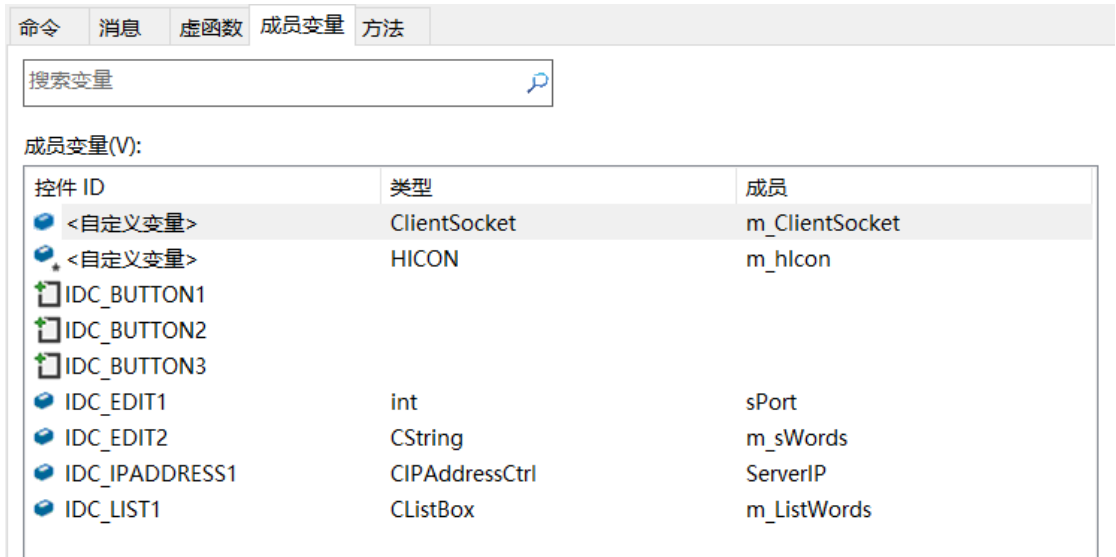 命令 消息 虚函数 成员变量 方法
搜索变量
成员变量(V):
控件 ID 类型 成员
<自定义变量> ClientSocket m_ClientSocket
<自定义变量> HICON m_hIcon
IDC_BUTTON1
IDC_BUTTON2
IDC_BUTTON3
IDC_EDIT1 int sPort
IDC_EDIT2 CString m_sWords
IDC_IPADDRESS1 CIPAddressCtrl ServerIP
IDC_LIST1 CListBox m_ListWords